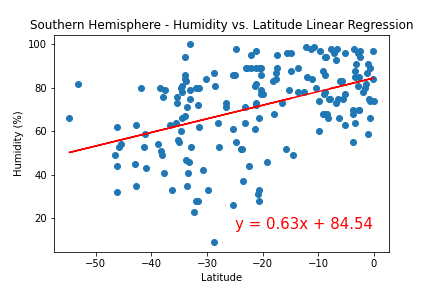 Southern Hemisphere - Humidity vs. Latitude Linear Regression
Humidity (%)
100
80
60
40
20
y = 0.63x + 84.54
−50
−40
−30
−20
−10
0
Latitude